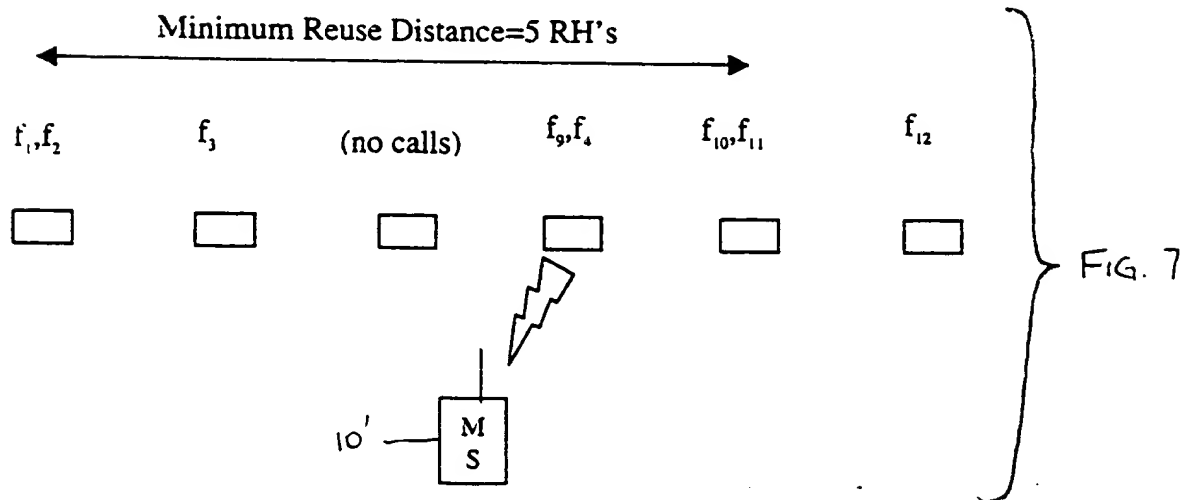 Minimum Reuse Distance=5 RH's
f₁,f₂ f₃ (no calls) f₉,f₄ f₁₀,f₁₁ f₁₂
FIG. 7
10'
M
S